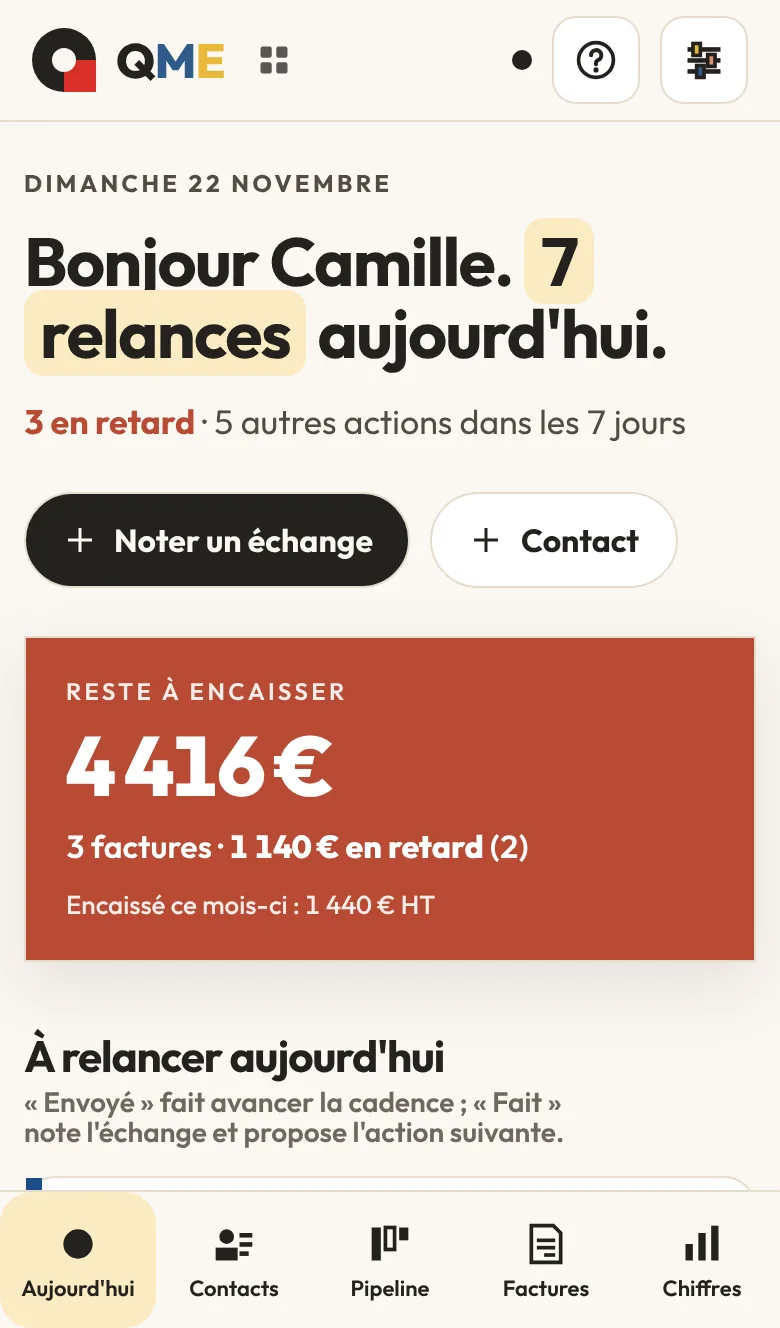 QME
DIMANCHE 22 NOVEMBRE
Bonjour Camille. 7
relances aujourd'hui.
3 en retard · 5 autres actions dans les 7 jours
+ Noter un échange
+ Contact
RESTE À ENCAISSER
4 416 €
3 factures · 1 140 € en retard (2)
Encaissé ce mois-ci : 1 440 € HT
À relancer aujourd'hui
« Envoyé » fait avancer la cadence ; « Fait »
note l'échange et propose l'action suivante.
Aujourd'hui
Contacts
Pipeline
Factures
Chiffres